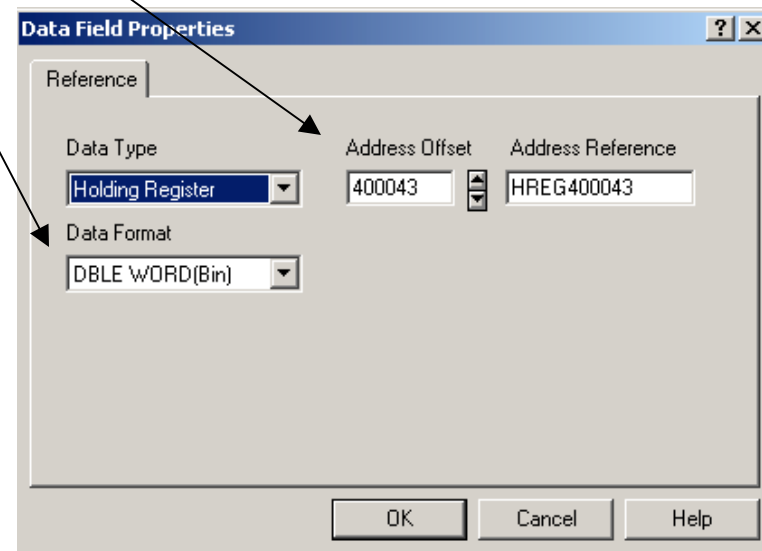 Data Field Properties
Reference
Data Type Address Offset Address Reference
Holding Register 400043 HREG400043
Data Format
DBLE WORD(Bin)
OK Cancel Help